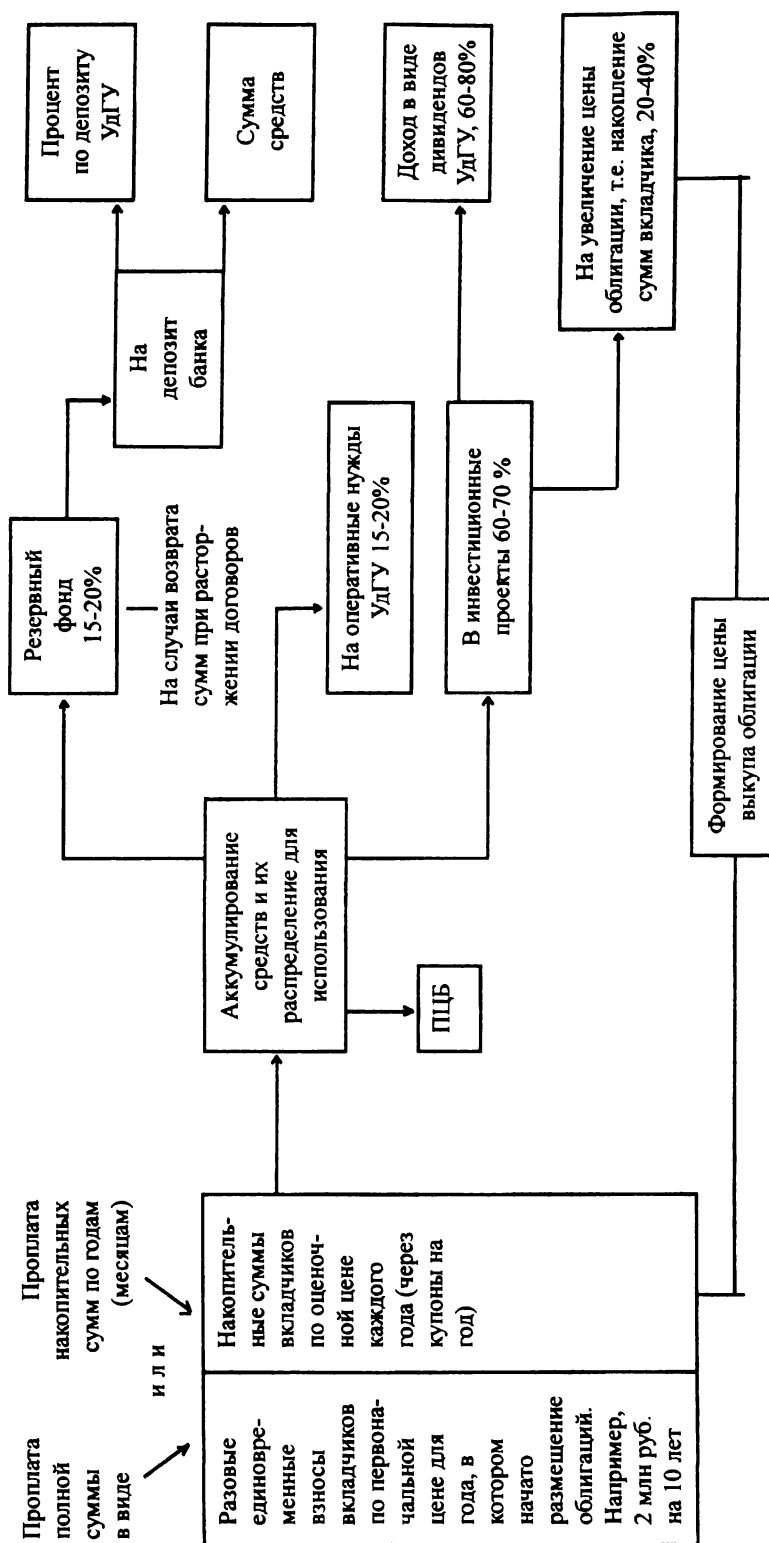 Проплата
полной
суммы
в виде
или
Проплата
накопительных
сумм по годам
(месяцам)
Разовые
единовре-
менные
взносы
вкладчиков
по первона-
чальной
цене для
года, в
котором
начато
размещение
облигаций.
Например,
2 млн руб.
на 10 лет
Накопитель-
ные суммы
вкладчиков
по оценоч-
ной цене
каждого
года (через
купоны на
год)
Аккумулирование
средств и их
распределение для
использования
ПЦБ
Резервный
фонд
15-20%
На случаи возврата
сумм при растор-
жении договоров
На
депозит
банка
Процент
по депозиту
УдГУ
Сумма
средств
На оперативные нужды
УдГУ 15-20%
В инвестиционные
проекты 60-70 %
Доход в виде
дивидендов
УдГУ, 60-80%
На увеличение цены
облигации, т.е. накопление
сумм вкладчика, 20-40%
Формирование цены
выкупа облигации